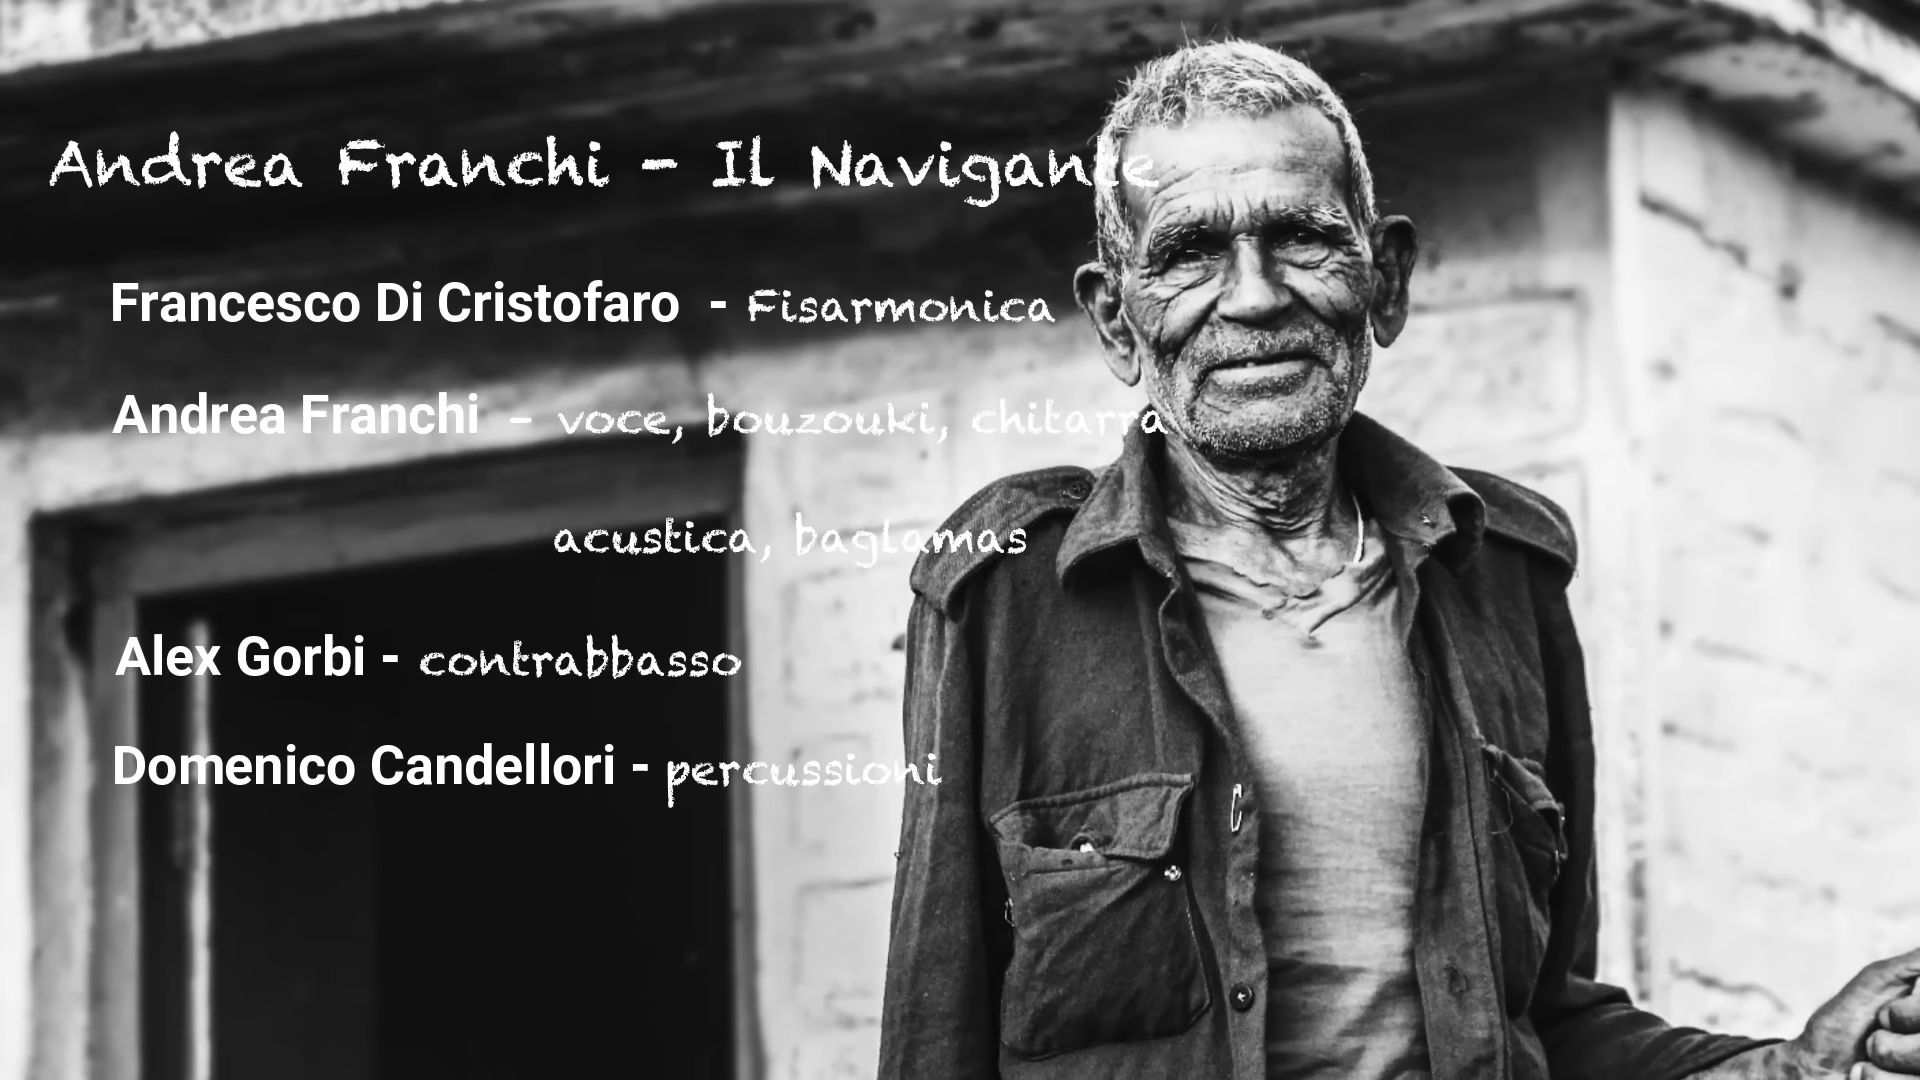 Andrea Franchi - Il Navigante
Francesco Di Cristofaro - Fisarmonica
Andrea Franchi - voce, bouzouki, chitarra
acustica, baglamas
Alex Gorbi - contrabbasso
Domenico Candellori - percussioni